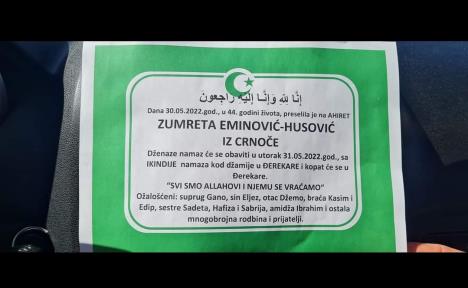 إِنَّا لِلَّهِ وَإِنَّا إِلَيْهِ رَاجِعُونَ
Dana 30.05.2022.god., u 44. godini života, preselila je na AHIRET
ZUMRETA EMINOVIĆ-HUSOVIĆ
IZ CRNOČE
Dženaze namaz će se obaviti u utorak 31.05.2022.god., sa
IKINDIJE namaza kod džamije u ĐEREKARE i kopat će se u
Đerekare.
“SVI SMO ALLAHOVI I NJEMU SE VRAĆAMO”
Ožalošćeni: suprug Gano, sin Eljez, otac Džemo, braća Kasim i
Edip, sestre Sadeta, Hafiza i Sabrija, amidža Ibrahim i ostala
mnogobrojna rodbina i prijatelji.